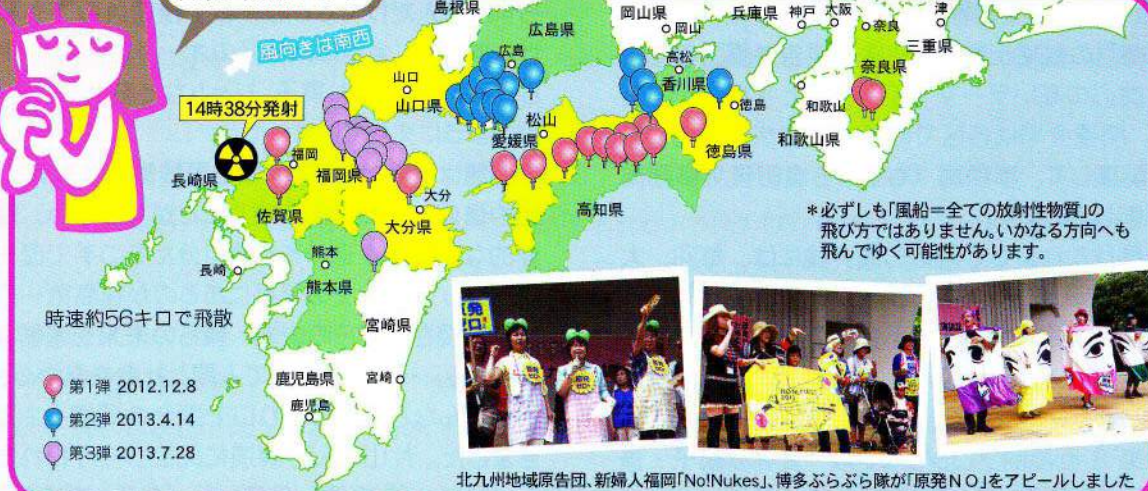 島根県
広島県
岡山県
岡山
兵庫県
神戸
大阪
奈良
津
三重県
風向きは南西
広島
高松
香川県
奈良県
山口
山口県
徳島
和歌山
14時38分発射
松山
愛媛県
徳島県
和歌山県
福岡
福岡県
長崎県
佐賀県
大分
大分県
高知県
*必ずしも「風船=全ての放射性物質」の
飛び方ではありません。いかなる方向へも
飛んでゆく可能性があります。
熊本
熊本県
長崎
時速約56キロで飛散
宮崎県
鹿児島県
宮崎
鹿児島
第1弾 2012.12.8
第2弾 2013.4.14
第3弾 2013.7.28
原発
ゼロ
北九州地域原告団、新婦人福岡「No!Nukes」、博多ぶらぶら隊が「原発NO」をアピールしました